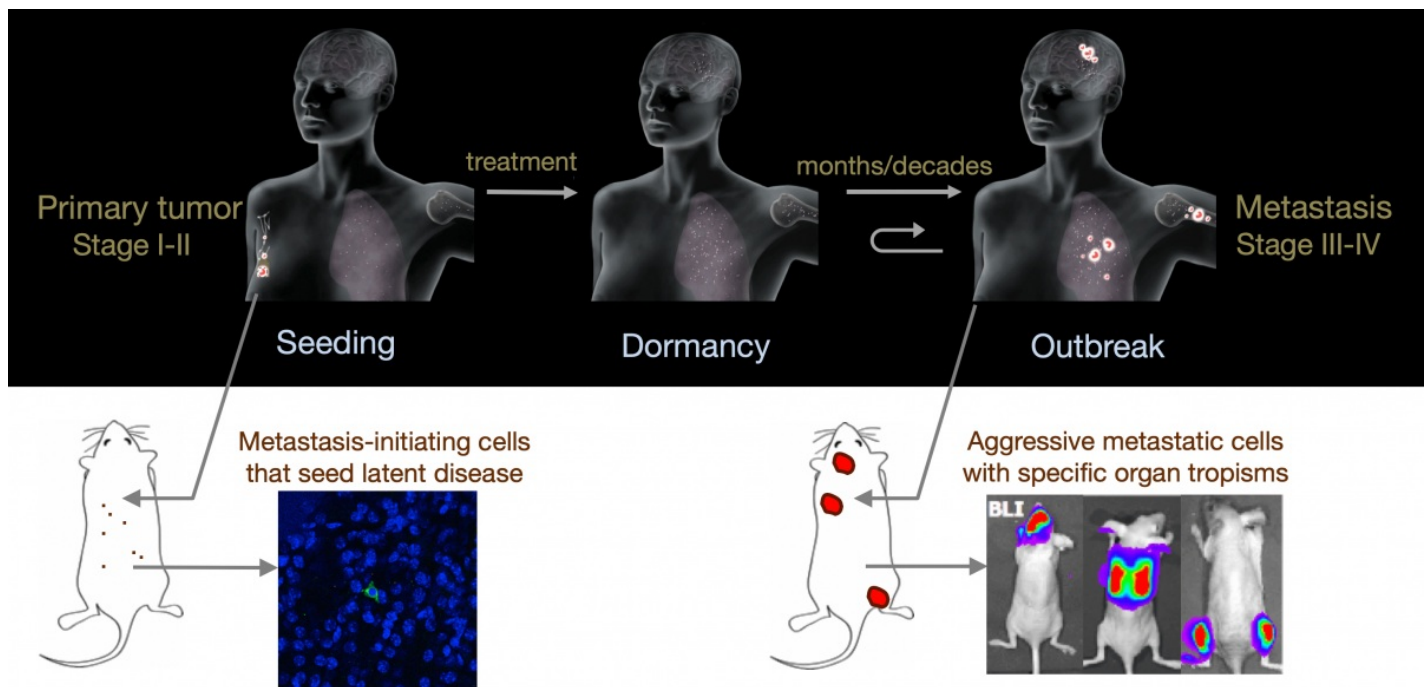 treatment
months/decades
Primary tumor
Stage I-II
Metastasis
Stage III-IV
Seeding
Dormancy
Outbreak
Metastasis-initiating cells
that seed latent disease
Aggressive metastatic cells
with specific organ tropisms
BLI